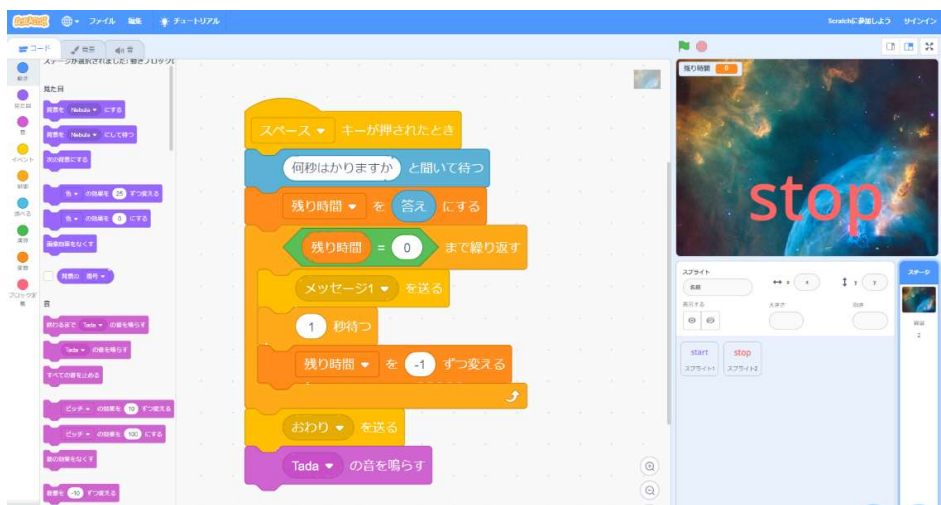 SCRATCH ファイル 編集 チュートリアル Scratchに参加しよう サインイン
コード 背景 音
ステージが選択されました: 動きブロック
動き
見た目
音
イベント
制御
調べる
演算
変数
ブロック定義
見た目
背景を Nebula にする
背景を Nebula にして待つ
次の背景にする
色 の効果を 25 ずつ変える
色 の効果を 0 にする
画像効果をなくす
背景の 番号
音
終わるまで Tada の音を鳴らす
Tada の音を鳴らす
すべての音を止める
ピッチ の効果を 10 ずつ変える
ピッチ の効果を 100 にする
音の効果をなくす
音量を -10 ずつ変える
スペース キーが押されたとき
何秒はかりますか と聞いて待つ
残り時間 を 答え にする
残り時間 = 0 まで繰り返す
メッセージ1 を送る
1 秒待つ
残り時間 を -1 ずつ変える
おわり を送る
Tada の音を鳴らす
残り時間 0
stop
スプライト
名前 x x y y
表示する 大きさ 向き
start stop
スプライト1 スプライト2
ステージ
背景
2